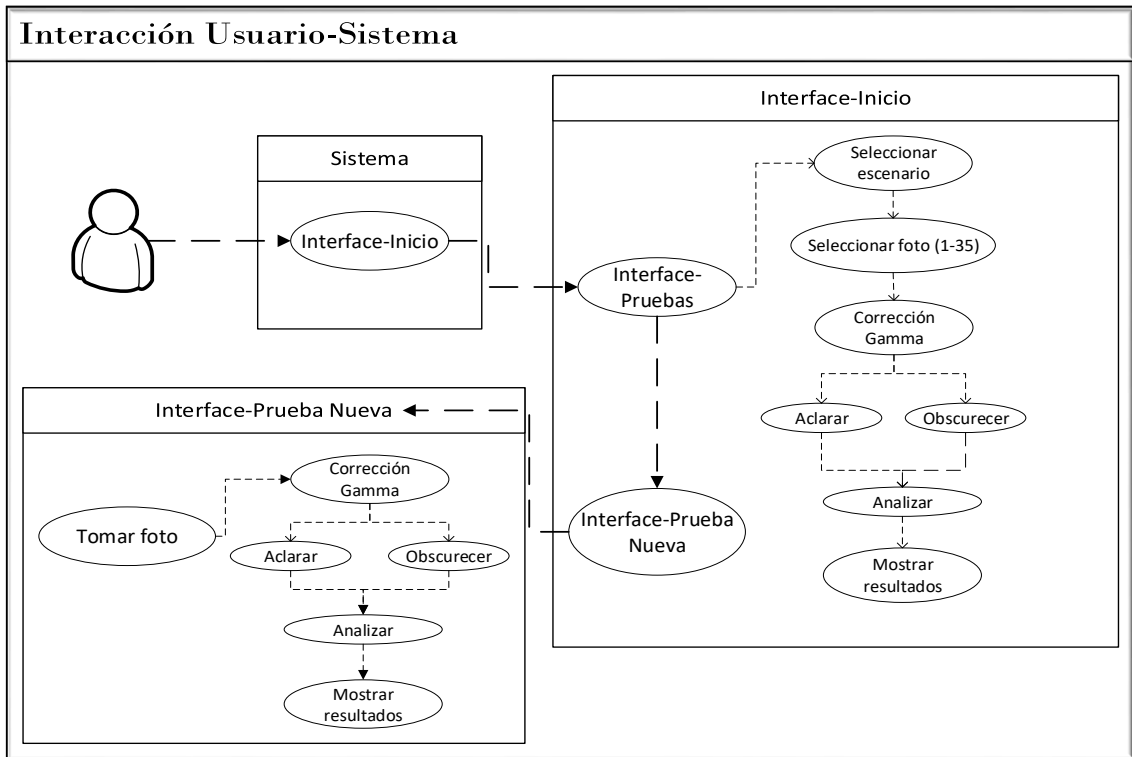 Interacción Usuario-Sistema
Sistema
Interface-Inicio
Interface-Inicio
Interface-
Pruebas
Interface-Prueba
Nueva
Seleccionar
escenario
Seleccionar foto (1-35)
Corrección
Gamma
Aclarar
Obscurecer
Analizar
Mostrar
resultados
Interface-Prueba Nueva
Tomar foto
Corrección
Gamma
Aclarar
Obscurecer
Analizar
Mostrar
resultados